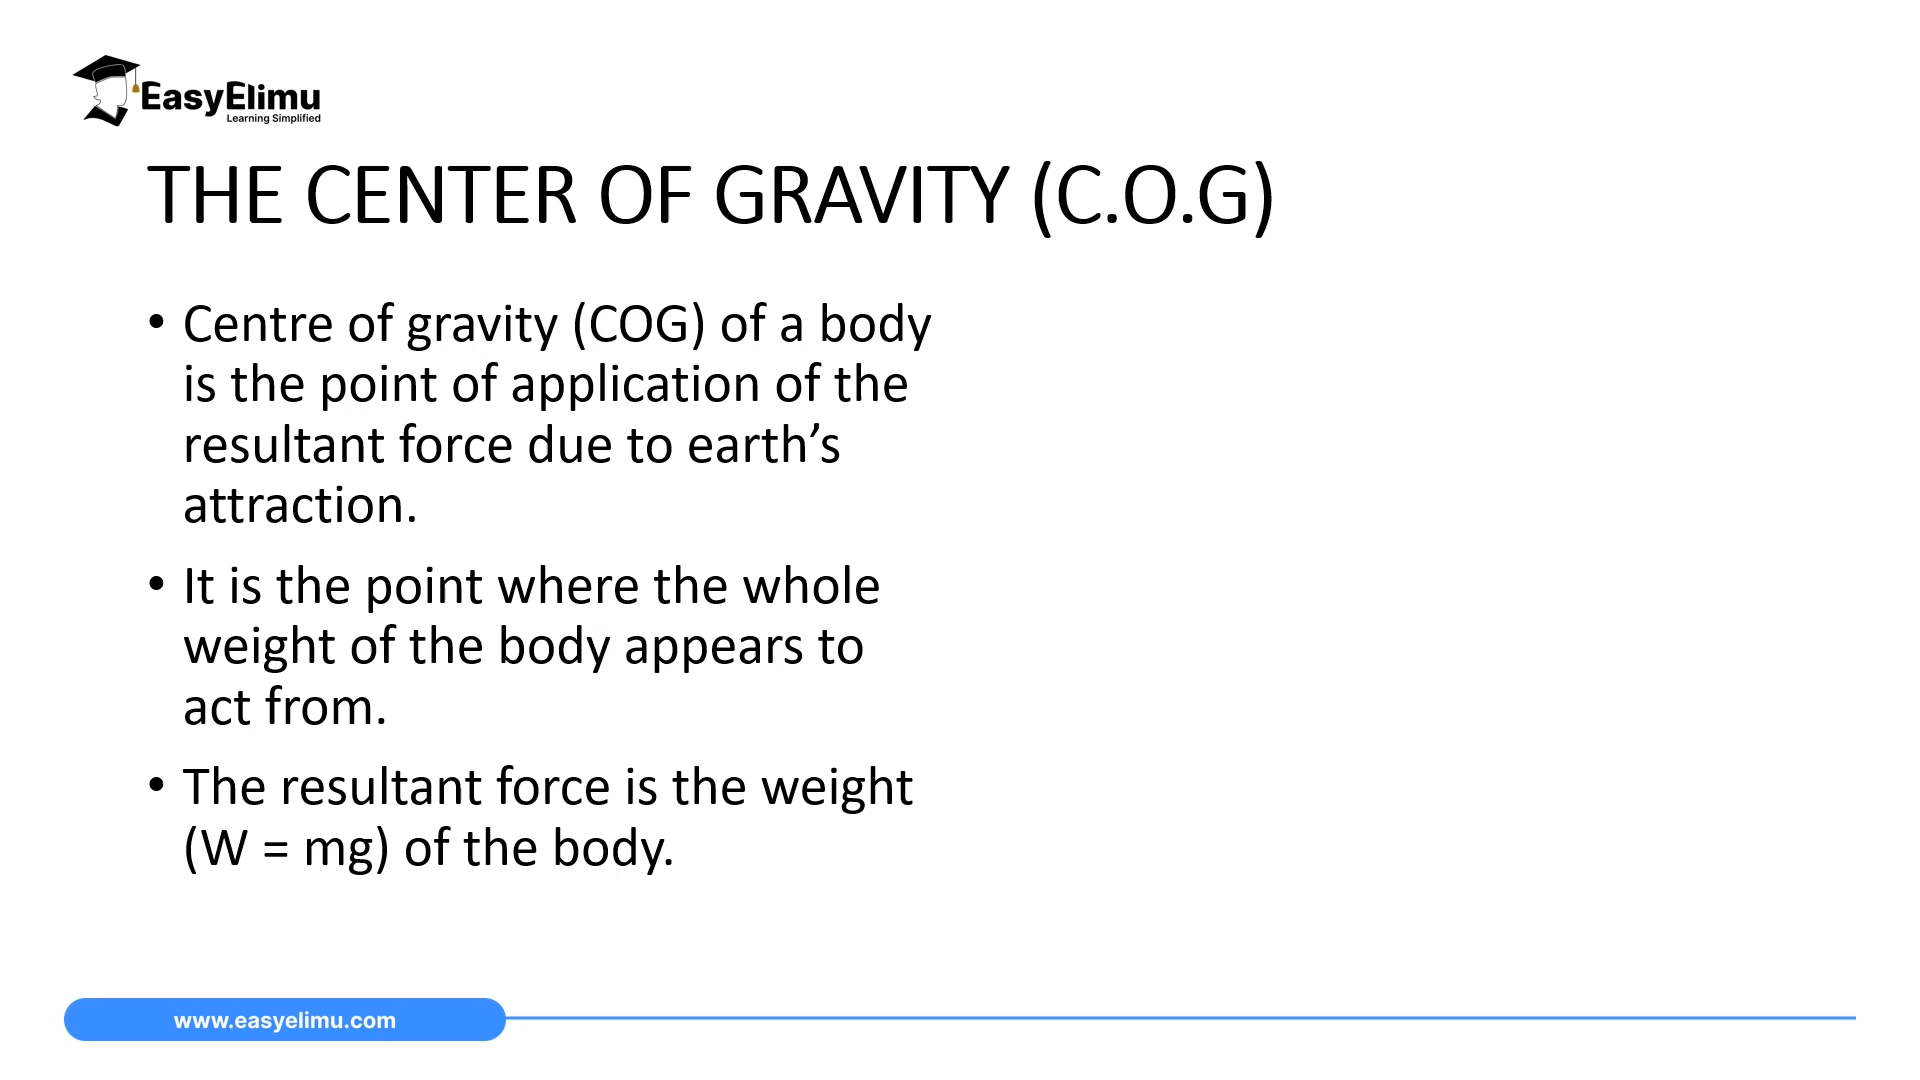 EasyElimu
Learning Simplified
THE CENTER OF GRAVITY (C.O.G)
• Centre of gravity (COG) of a body
is the point of application of the
resultant force due to earth’s
attraction.
• It is the point where the whole
weight of the body appears to
act from.
• The resultant force is the weight
(W = mg) of the body.
www.easyelimu.com